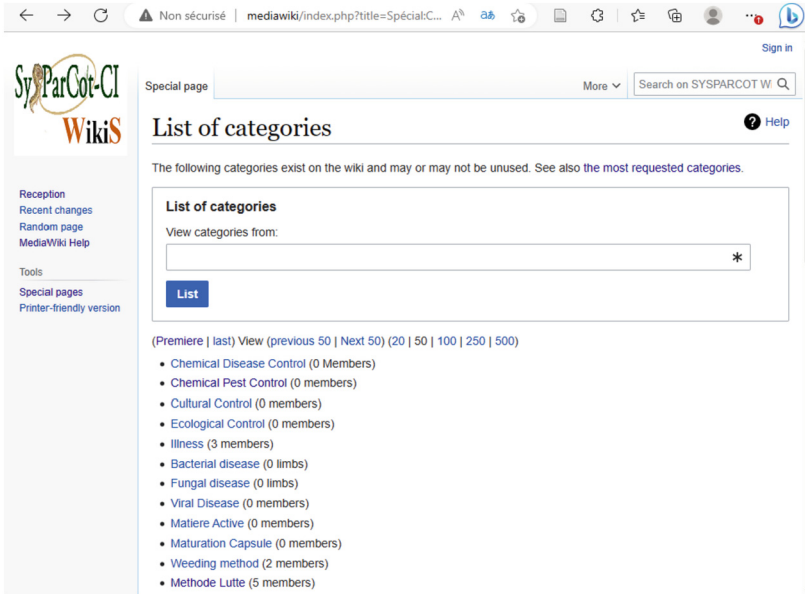 Non sécurisé | mediawiki/index.php?title=Spécial:C...
Sign in
SyParCot-CI
WikiS
Special page
More
Search on SYSPARCOT WI
List of categories
Help
The following categories exist on the wiki and may or may not be unused. See also the most requested categories.
Reception
Recent changes
Random page
MediaWiki Help
Tools
Special pages
Printer-friendly version
List of categories
View categories from:
List
(Premiere | last) View (previous 50 | Next 50) (20 | 50 | 100 | 250 | 500)
• Chemical Disease Control (0 Members)
• Chemical Pest Control (0 members)
• Cultural Control (0 members)
• Ecological Control (0 members)
• Illness (3 members)
• Bacterial disease (0 limbs)
• Fungal disease (0 limbs)
• Viral Disease (0 members)
• Matiere Active (0 members)
• Maturation Capsule (0 members)
• Weeding method (2 members)
• Methode Lutte (5 members)